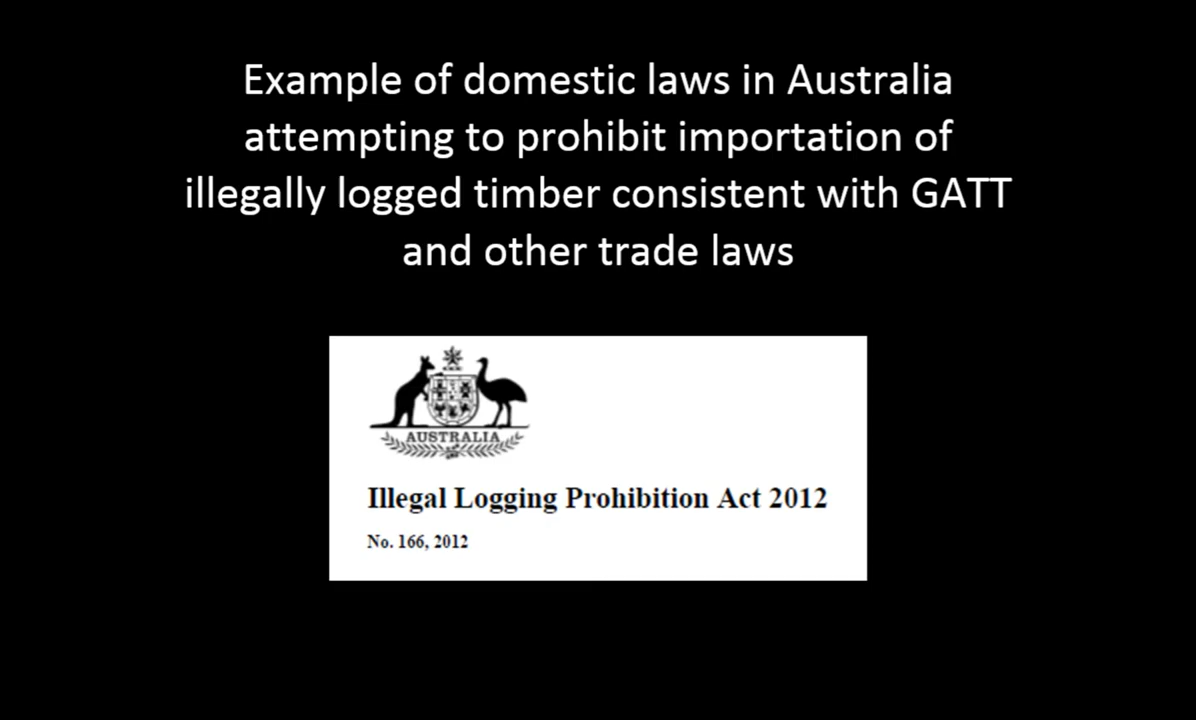 Example of domestic laws in Australia
attempting to prohibit importation of
illegally logged timber consistent with GATT
and other trade laws
AUSTRALIA
Illegal Logging Prohibition Act 2012
No. 166, 2012